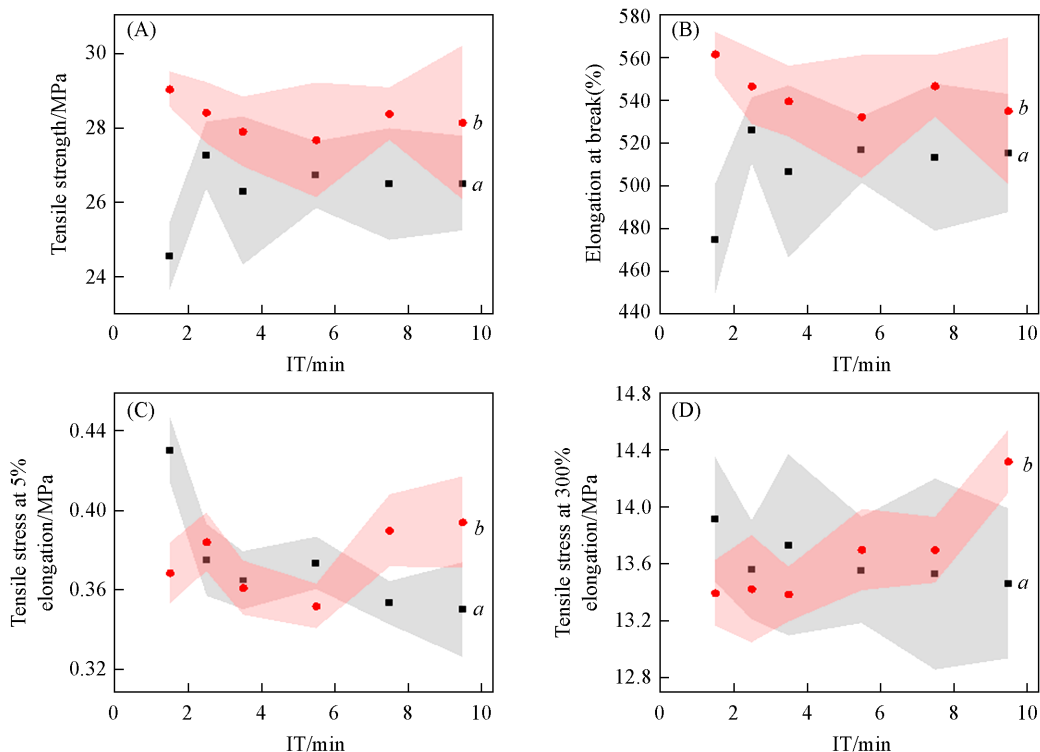 (A)
Tensile strength/MPa
30
28
26
24
b
a
0
2
4
6
8
10
IT/min
(B)
Elongation at break(%)
560
540
520
500
480
460
440
b
a
0
2
4
6
8
10
IT/min
(C)
Tensile stress at 5%
elongation/MPa
0.44
0.40
0.36
0.32
b
a
0
2
4
6
8
10
IT/min
(D)
Tensile stress at 300%
elongation/MPa
14.8
14.4
14.0
13.6
13.2
12.8
b
a
0
2
4
6
8
10
IT/min